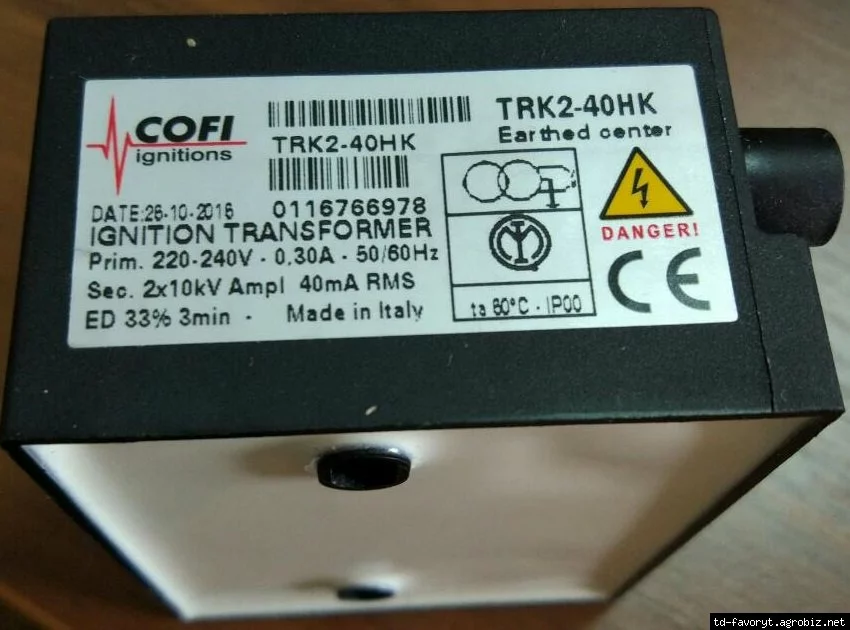 COFI
ignitions
TRK2-40HK
TRK2-40HK
Earthed center
DATE:26-10-2016
0116766978
IGNITION TRANSFORMER
Prim. 220-240V - 0.30A - 50/60Hz
Sec. 2x10kV Ampl 40mA RMS
ED 33% 3min - Made in Italy
ta 60°C - IP00
DANGER!
CE
td-favoryt.agrobiz.net